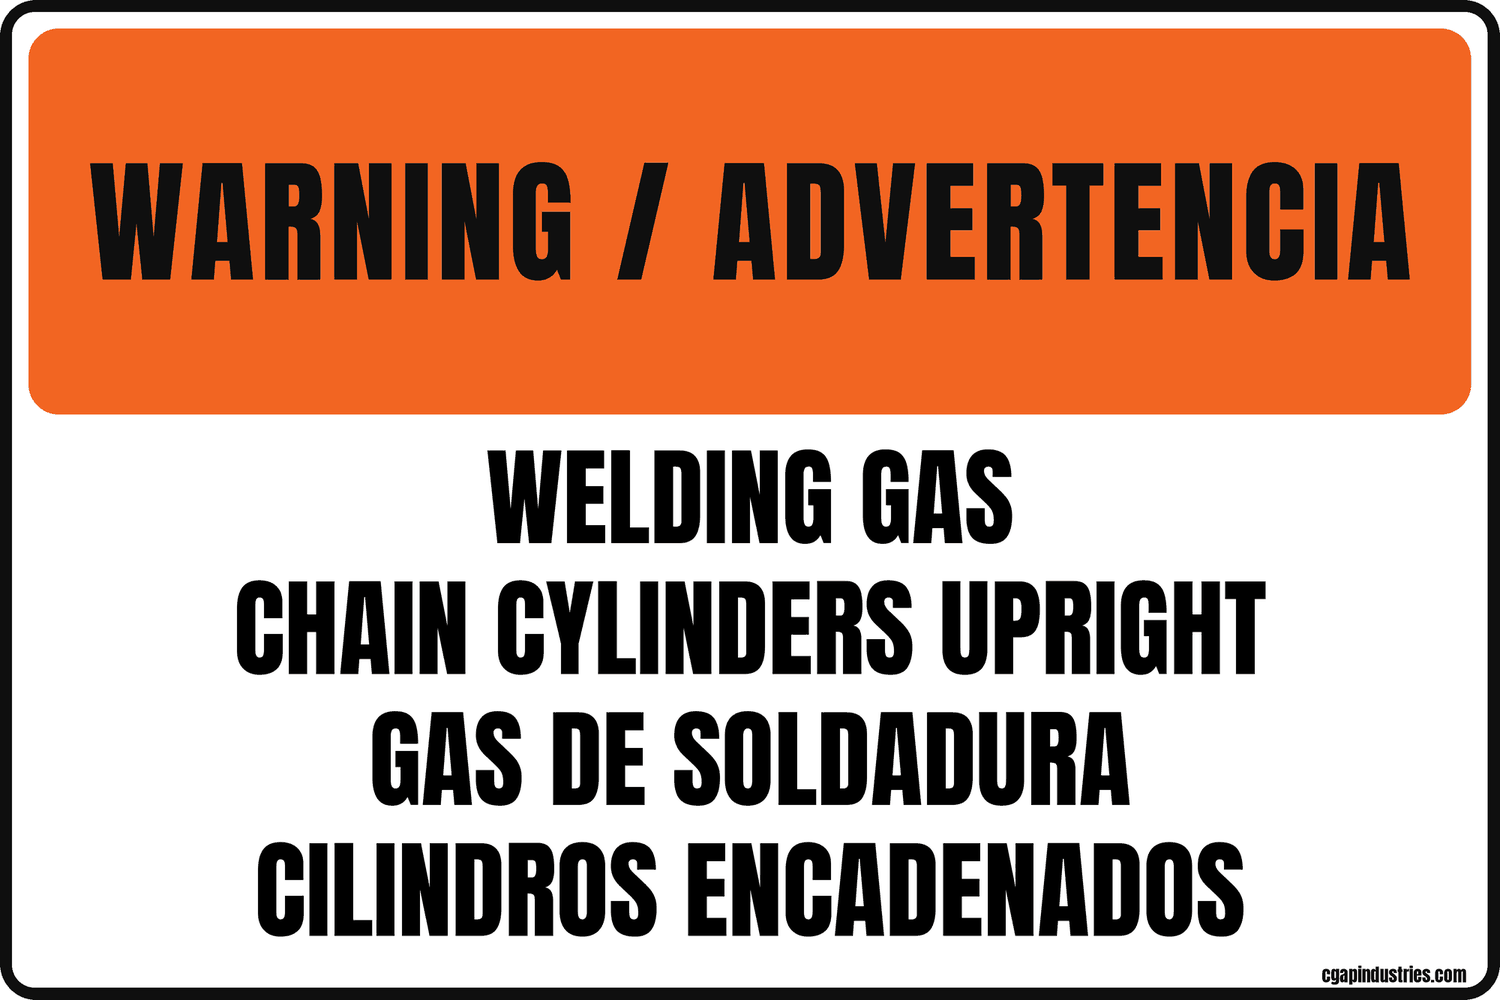 WARNING / ADVERTENCIA
WELDING GAS
CHAIN CYLINDERS UPRIGHT
GAS DE SOLDADURA
CILINDROS ENCADENADOS
cgapindustries.com